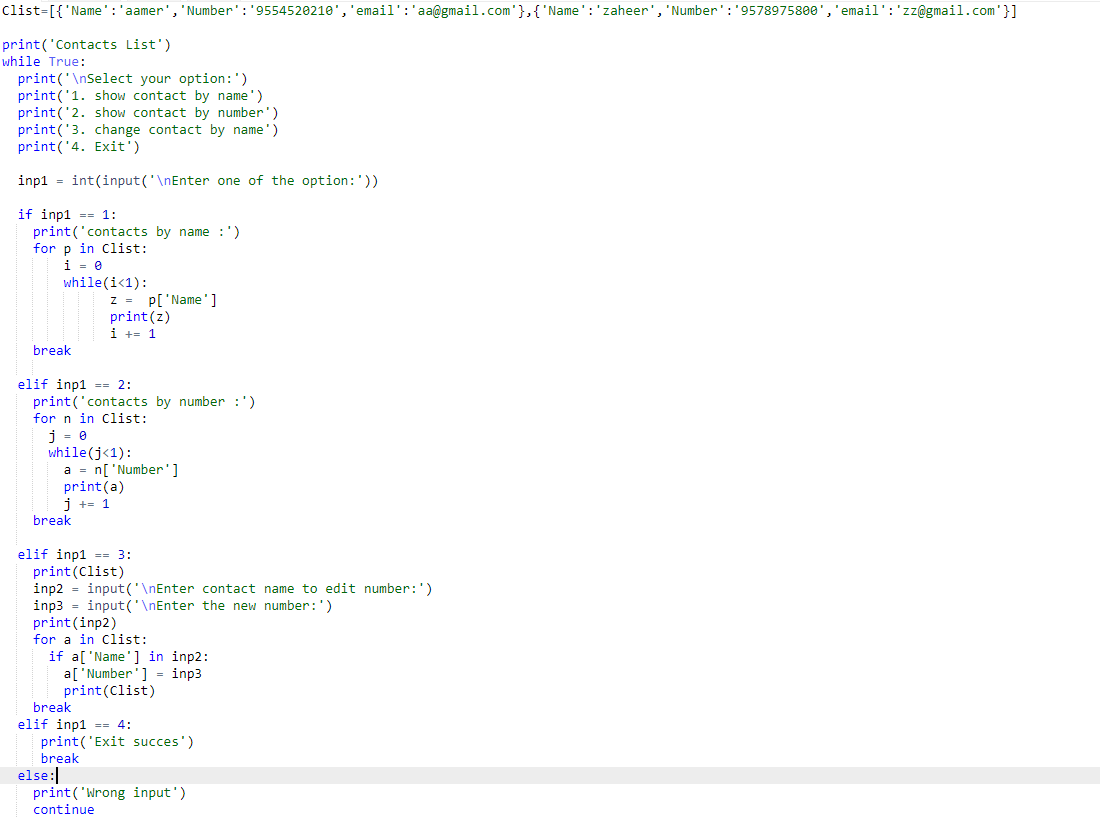 Clist=[{'Name':'aamer','Number':'9554520210','email':'aa@gmail.com'},{'Name':'zaheer','Number':'9578975800','email':'zz@gmail.com'}]
print('Contacts List')
while True:
  print('\nSelect your option:')
  print('1. show contact by name')
  print('2. show contact by number')
  print('3. change contact by name')
  print('4. Exit')
  inp1 = int(input('\nEnter one of the option:'))
  if inp1 == 1:
    print('contacts by name :')
    for p in Clist:
        i = 0
        while(i<1):
              z =  p['Name']
              print(z)
              i += 1
    break
  elif inp1 == 2:
    print('contacts by number :')
    for n in Clist:
      j = 0
      while(j<1):
        a = n['Number']
        print(a)
        j += 1
    break
  elif inp1 == 3:
    print(Clist)
    inp2 = input('\nEnter contact name to edit number:')
    inp3 = input('\nEnter the new number:')
    print(inp2)
    for a in Clist:
      if a['Name'] in inp2:
        a['Number'] = inp3
        print(Clist)
    break
  elif inp1 == 4:
     print('Exit succes')
     break
  else:
    print('Wrong input')
    continue